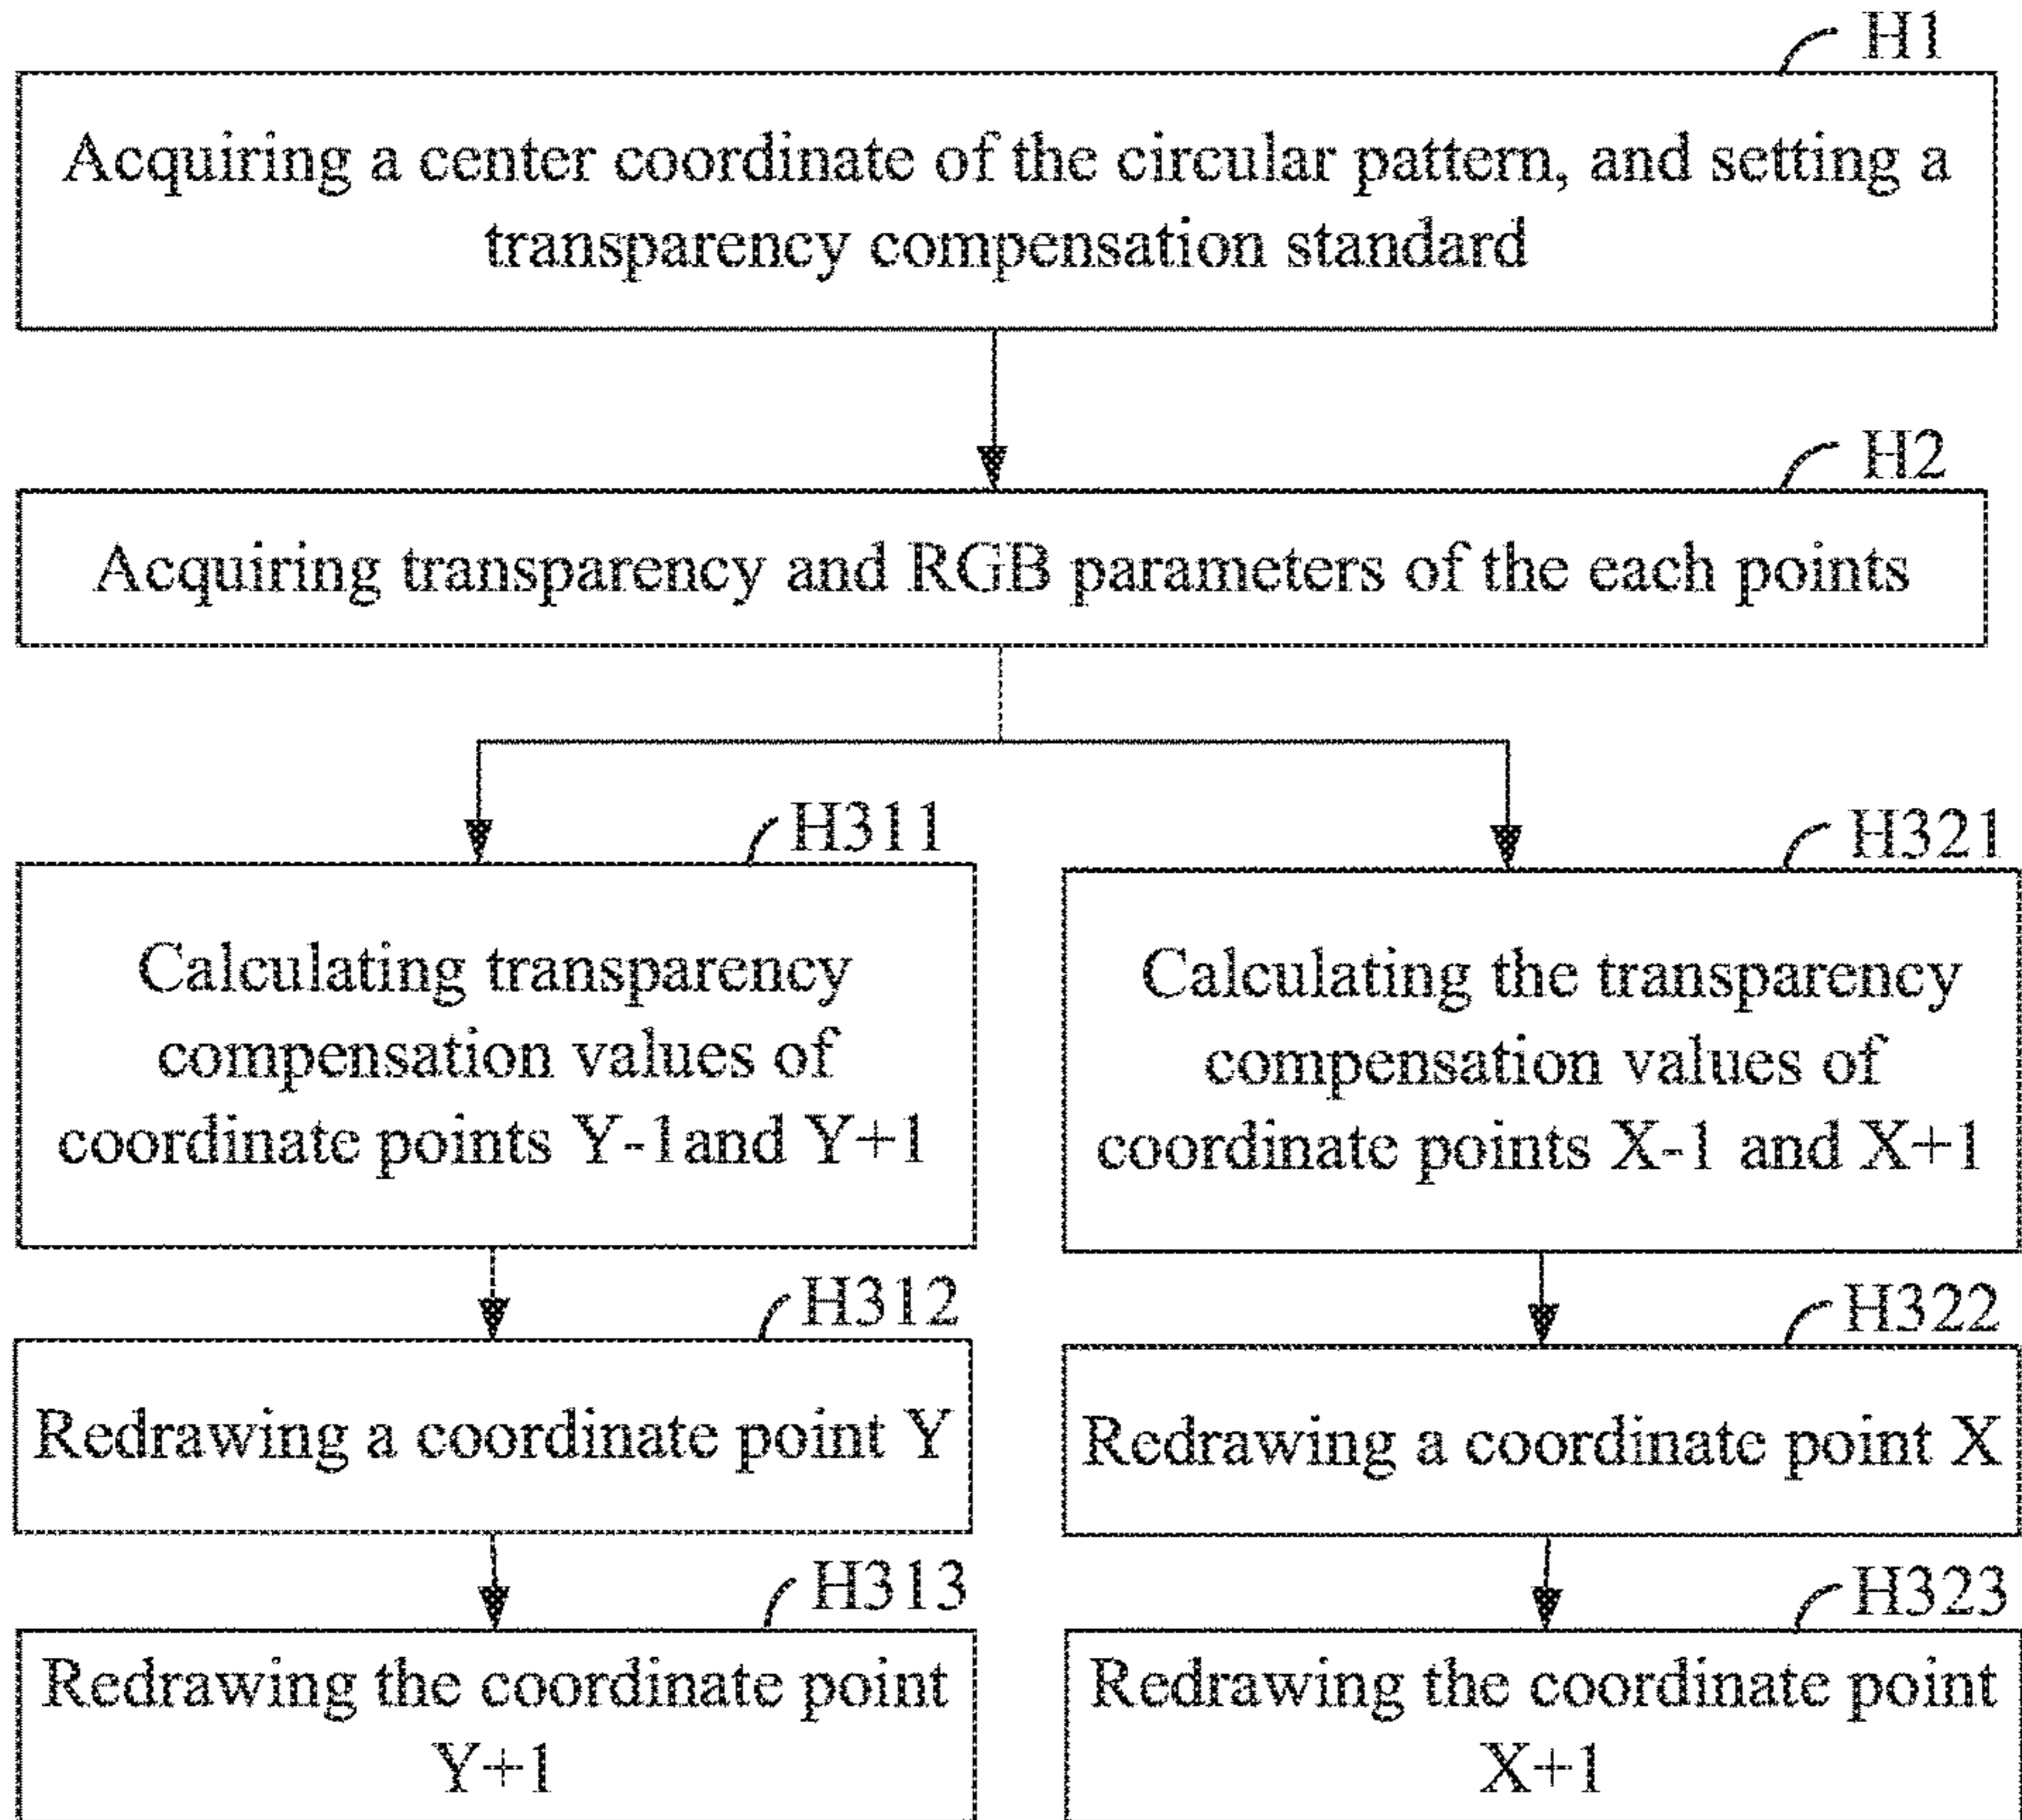 H1
Acquiring a center coordinate of the circular pattern, and setting a
transparency compensation standard
H2
Acquiring transparency and RGB parameters of the each points
H311
Calculating transparency
compensation values of
coordinate points Y-1and Y+1
H321
Calculating the transparency
compensation values of
coordinate points X-1 and X+1
H312
Redrawing a coordinate point Y
H322
Redrawing a coordinate point X
H313
Redrawing the coordinate point
Y+1
H323
Redrawing the coordinate point
X+1